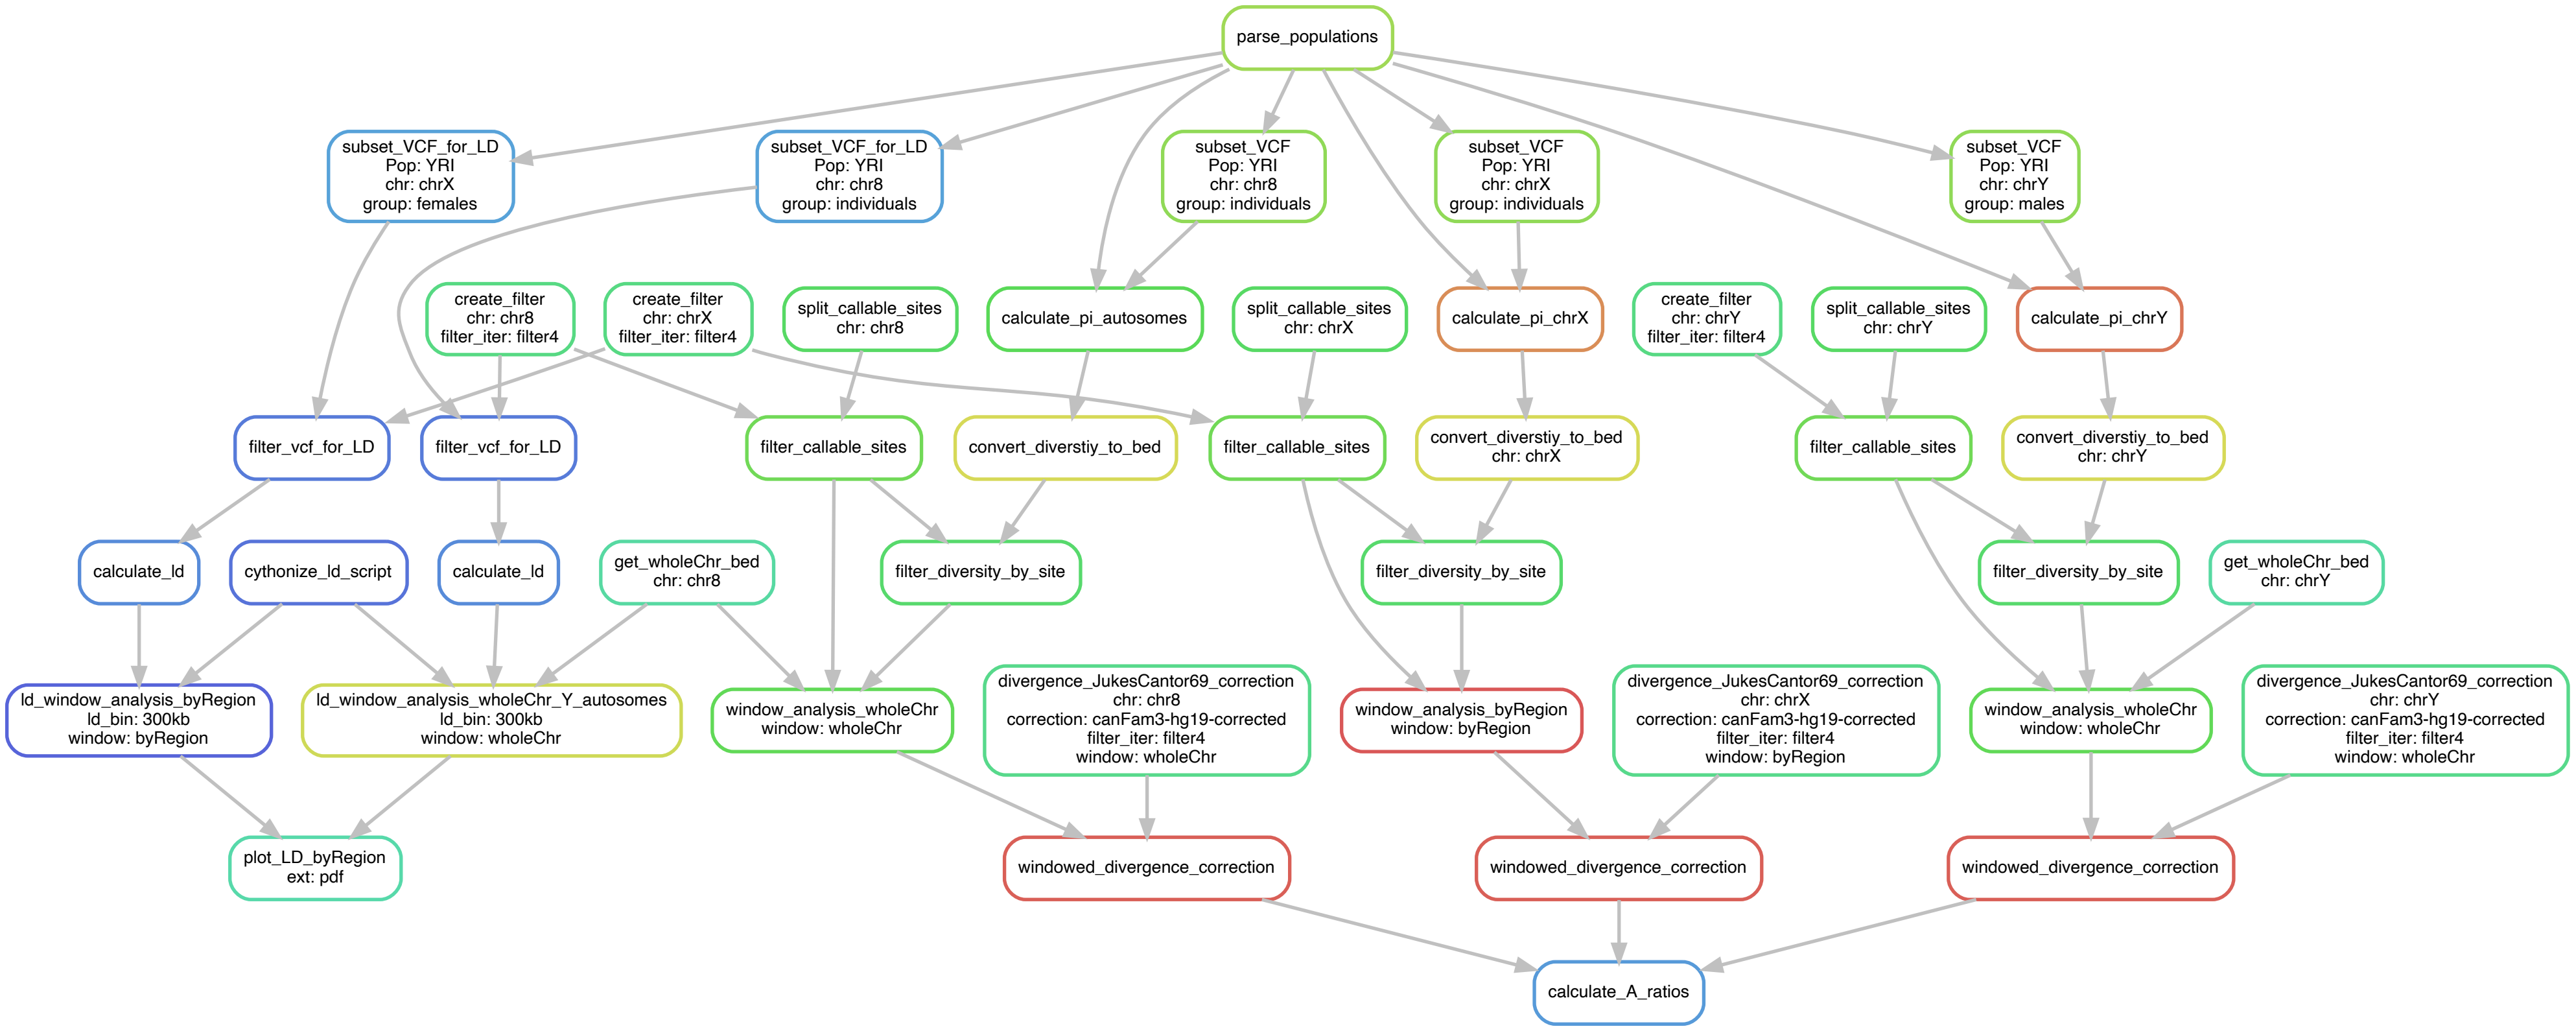 parse_populations
subset_VCF_for_LD
Pop: YRI
chr: chrX
group: females
subset_VCF_for_LD
Pop: YRI
chr: chr8
group: individuals
subset_VCF
Pop: YRI
chr: chr8
group: individuals
subset_VCF
Pop: YRI
chr: chrX
group: individuals
subset_VCF
Pop: YRI
chr: chrY
group: males
create_filter
chr: chr8
filter_iter: filter4
create_filter
chr: chrX
filter_iter: filter4
split_callable_sites
chr: chr8
calculate_pi_autosomes
split_callable_sites
chr: chrX
calculate_pi_chrX
create_filter
chr: chrY
filter_iter: filter4
split_callable_sites
chr: chrY
calculate_pi_chrY
filter_vcf_for_LD
filter_vcf_for_LD
filter_callable_sites
convert_diverstiy_to_bed
filter_callable_sites
convert_diverstiy_to_bed
chr: chrX
filter_callable_sites
convert_diverstiy_to_bed
chr: chrY
calculate_ld
cythonize_ld_script
calculate_ld
get_wholeChr_bed
chr: chr8
filter_diversity_by_site
filter_diversity_by_site
filter_diversity_by_site
get_wholeChr_bed
chr: chrY
ld_window_analysis_byRegion
ld_bin: 300kb
window: byRegion
ld_window_analysis_wholeChr_Y_autosomes
ld_bin: 300kb
window: wholeChr
window_analysis_wholeChr
window: wholeChr
divergence_JukesCantor69_correction
chr: chr8
correction: canFam3-hg19-corrected
filter_iter: filter4
window: wholeChr
window_analysis_byRegion
window: byRegion
divergence_JukesCantor69_correction
chr: chrX
correction: canFam3-hg19-corrected
filter_iter: filter4
window: byRegion
window_analysis_wholeChr
window: wholeChr
divergence_JukesCantor69_correction
chr: chrY
correction: canFam3-hg19-corrected
filter_iter: filter4
window: wholeChr
plot_LD_byRegion
ext: pdf
windowed_divergence_correction
windowed_divergence_correction
windowed_divergence_correction
calculate_A_ratios